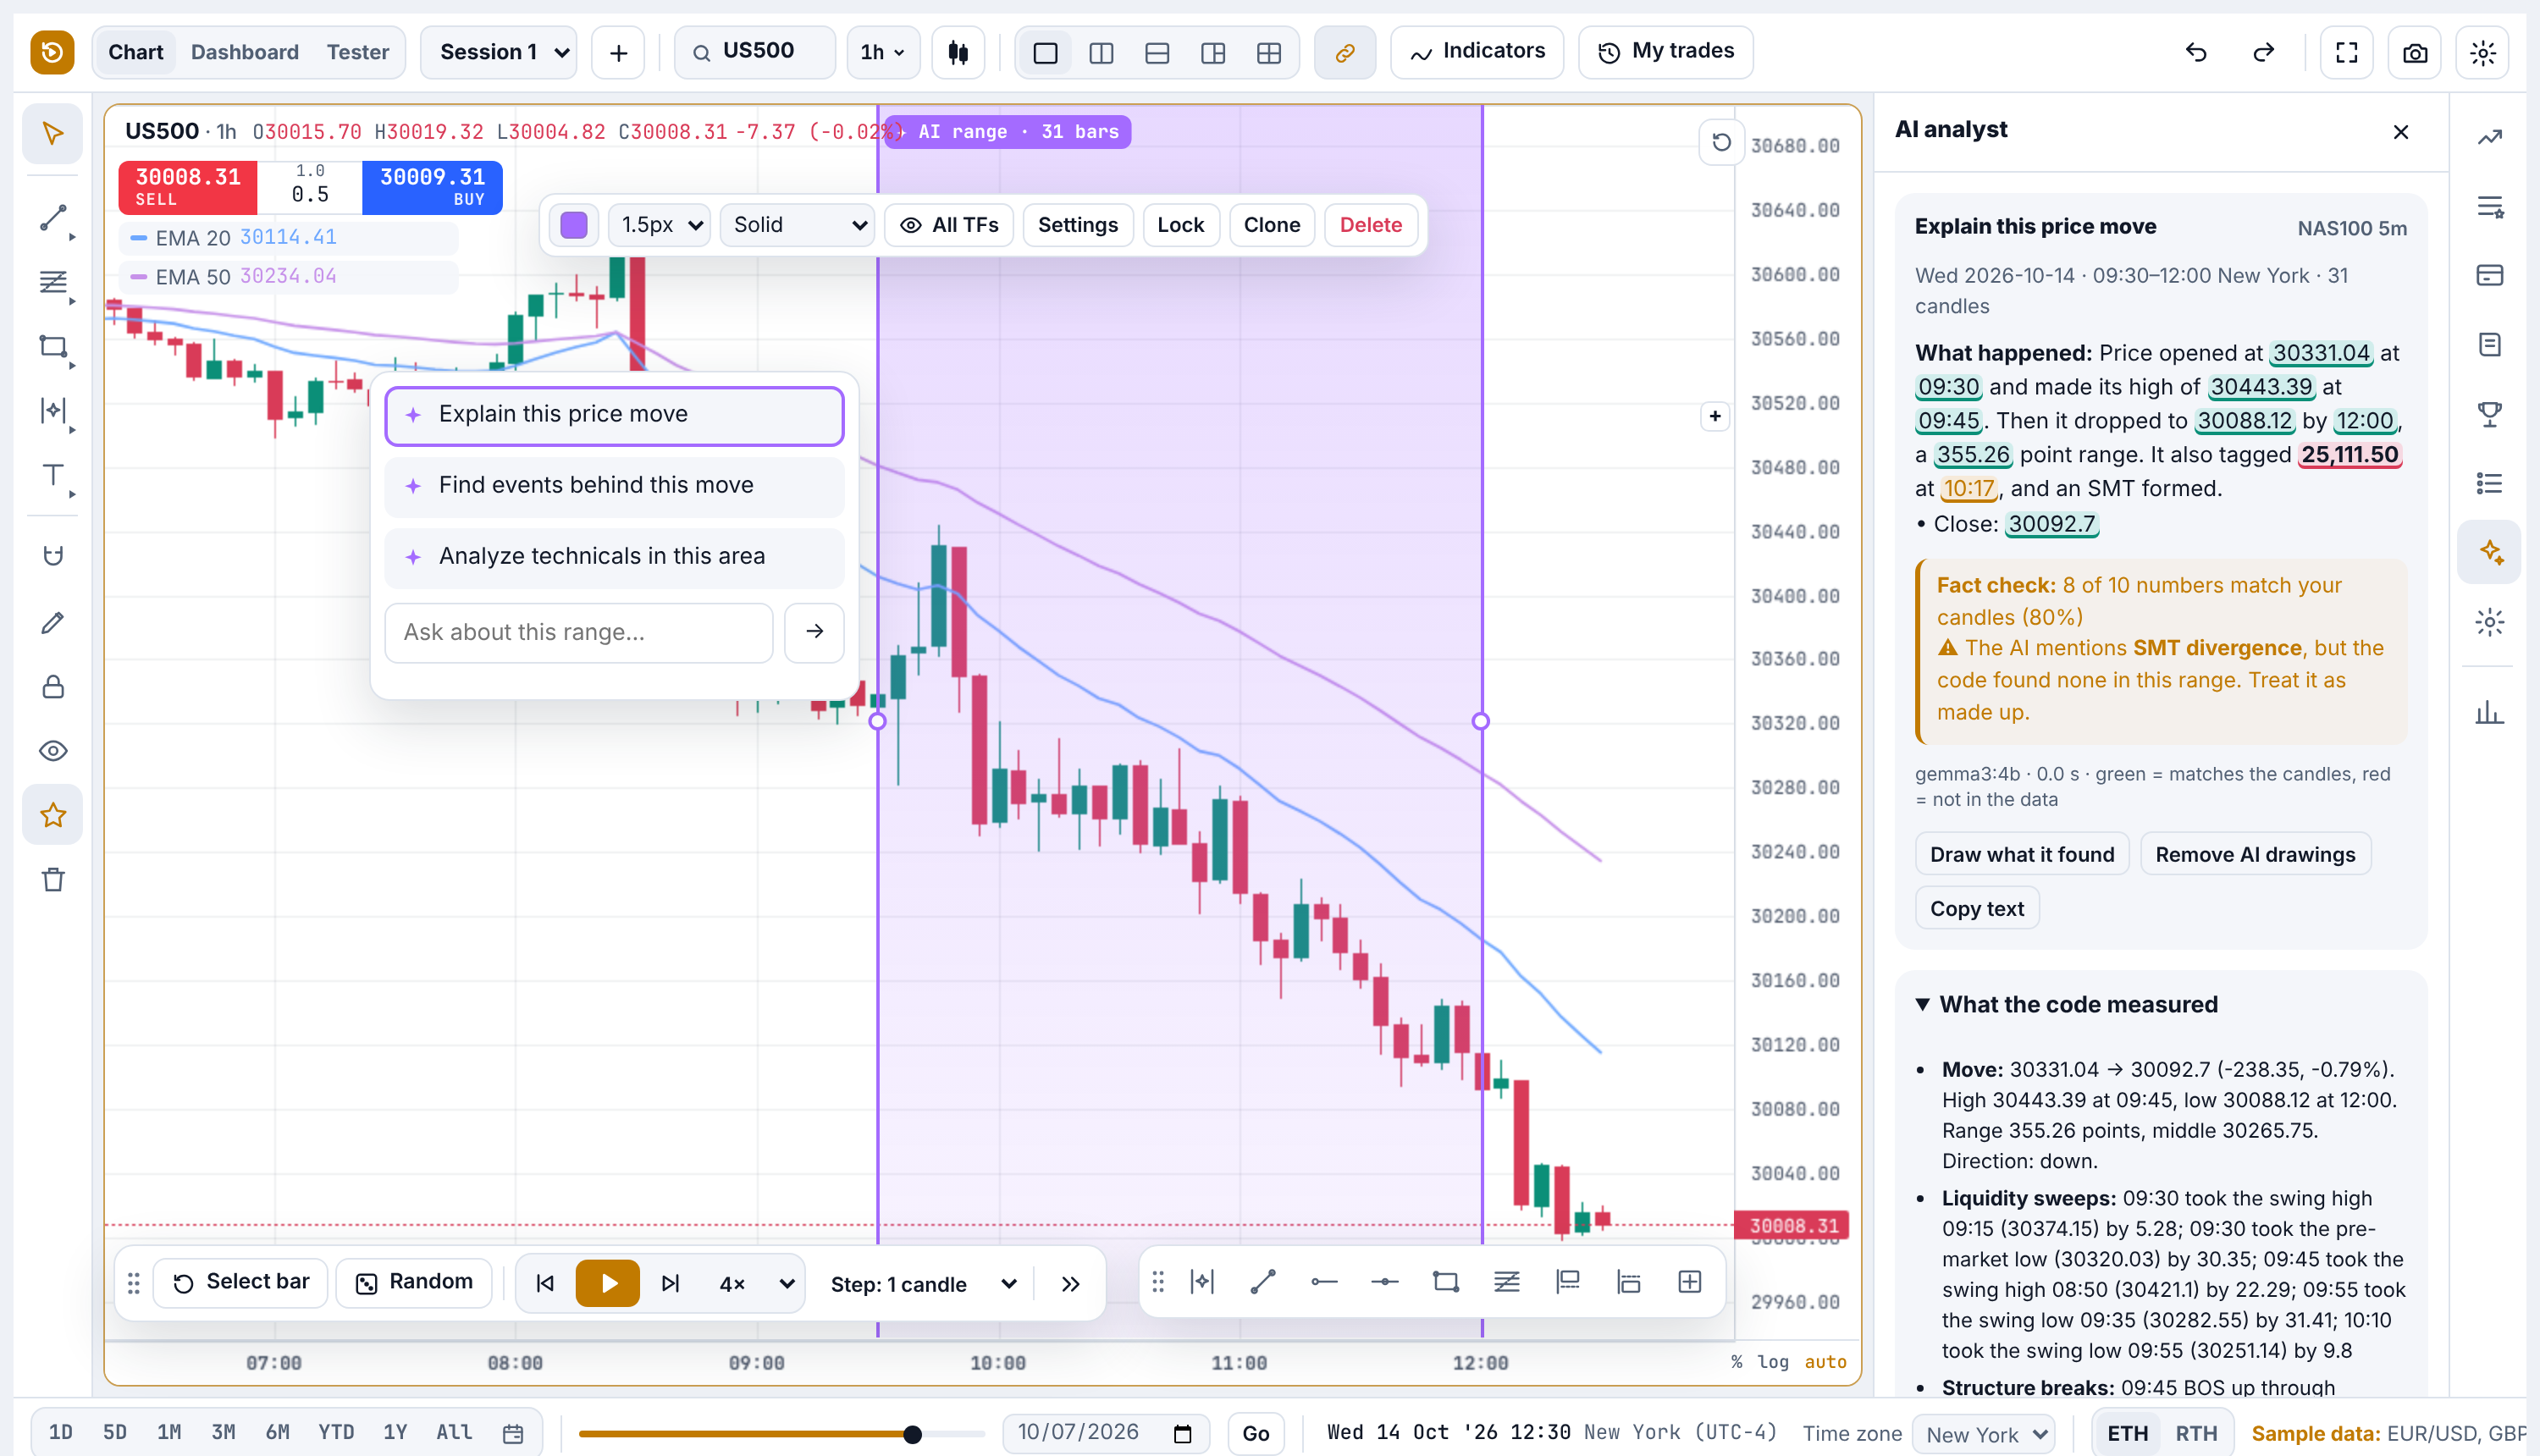 Chart Dashboard Tester Session 1 US500 1h Indicators My trades
US500 · 1h O30015.70 H30019.32 L30004.82 C30008.31 -7.37 (-0.02%)
AI range · 31 bars
30008.31 SELL
1.0
0.5
30009.31 BUY
EMA 20 30114.41
EMA 50 30234.04
1.5px Solid All TFs Settings Lock Clone Delete
Explain this price move
Find events behind this move
Analyze technicals in this area
Ask about this range...
30680.00
30640.00
30600.00
30560.00
30520.00
30480.00
30440.00
30400.00
30360.00
30320.00
30280.00
30240.00
30200.00
30160.00
30120.00
30080.00
30040.00
30008.31
29960.00
Select bar Random 4× Step: 1 candle
07:00 08:00 09:00 10:00 11:00 12:00
% log auto
AI analyst
Explain this price move NAS100 5m
Wed 2026-10-14 · 09:30–12:00 New York · 31
candles
What happened: Price opened at 30331.04 at
09:30 and made its high of 30443.39 at
09:45. Then it dropped to 30088.12 by 12:00,
a 355.26 point range. It also tagged 25,111.50
at 10:17, and an SMT formed.
• Close: 30092.7
Fact check: 8 of 10 numbers match your
candles (80%)
⚠ The AI mentions SMT divergence, but the
code found none in this range. Treat it as
made up.
gemma3:4b · 0.0 s · green = matches the candles, red
= not in the data
Draw what it found Remove AI drawings
Copy text
▼ What the code measured
• Move: 30331.04 → 30092.7 (-238.35, -0.79%).
High 30443.39 at 09:45, low 30088.12 at 12:00.
Range 355.26 points, middle 30265.75.
Direction: down.
• Liquidity sweeps: 09:30 took the swing high
09:15 (30374.15) by 5.28; 09:30 took the pre-
market low (30320.03) by 30.35; 09:45 took the
swing high 08:50 (30421.1) by 22.29; 09:55 took
the swing low 09:35 (30282.55) by 31.41; 10:10
took the swing low 09:55 (30251.14) by 9.8
• Structure breaks: 09:45 BOS up through
1D 5D 1M 3M 6M YTD 1Y All 10/07/2026 Go Wed 14 Oct '26 12:30 New York (UTC-4) Time zone New York ETH RTH Sample data: EUR/USD, GBP